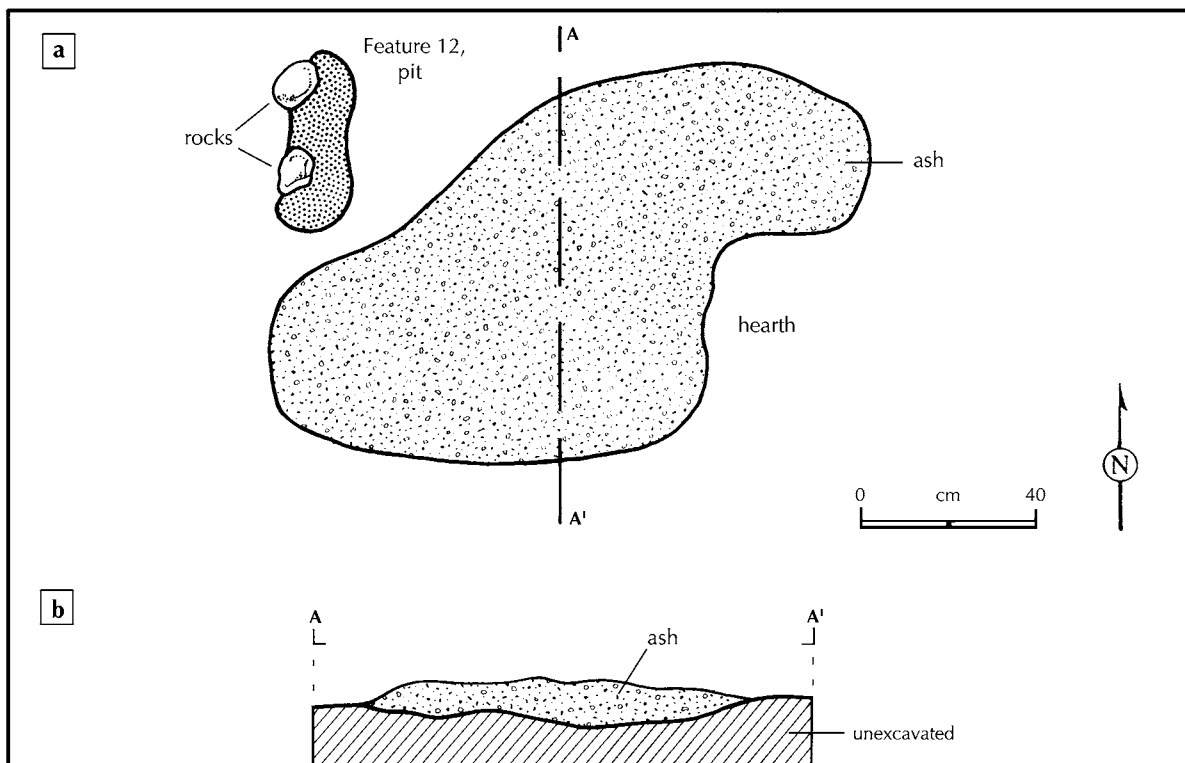 a
A
Feature 12,
pit
rocks
ash
hearth
N
0 cm 40
A'
b
A
A'
ash
unexcavated